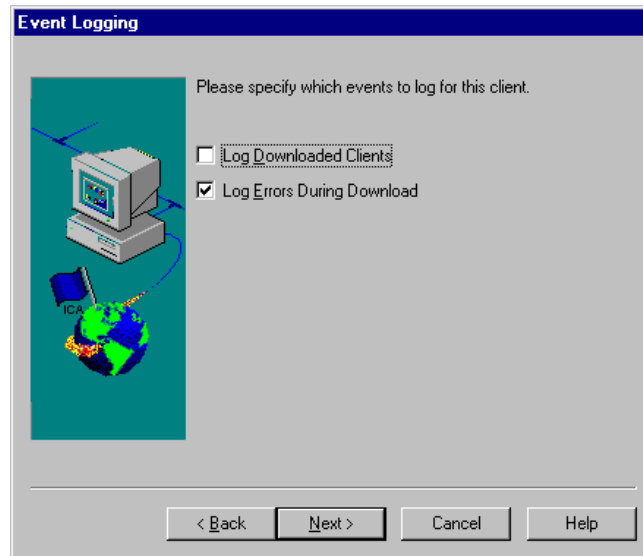 Event Logging
Please specify which events to log for this client.
Log Downloaded Clients
Log Errors During Download
ICA
< Back
Next >
Cancel
Help